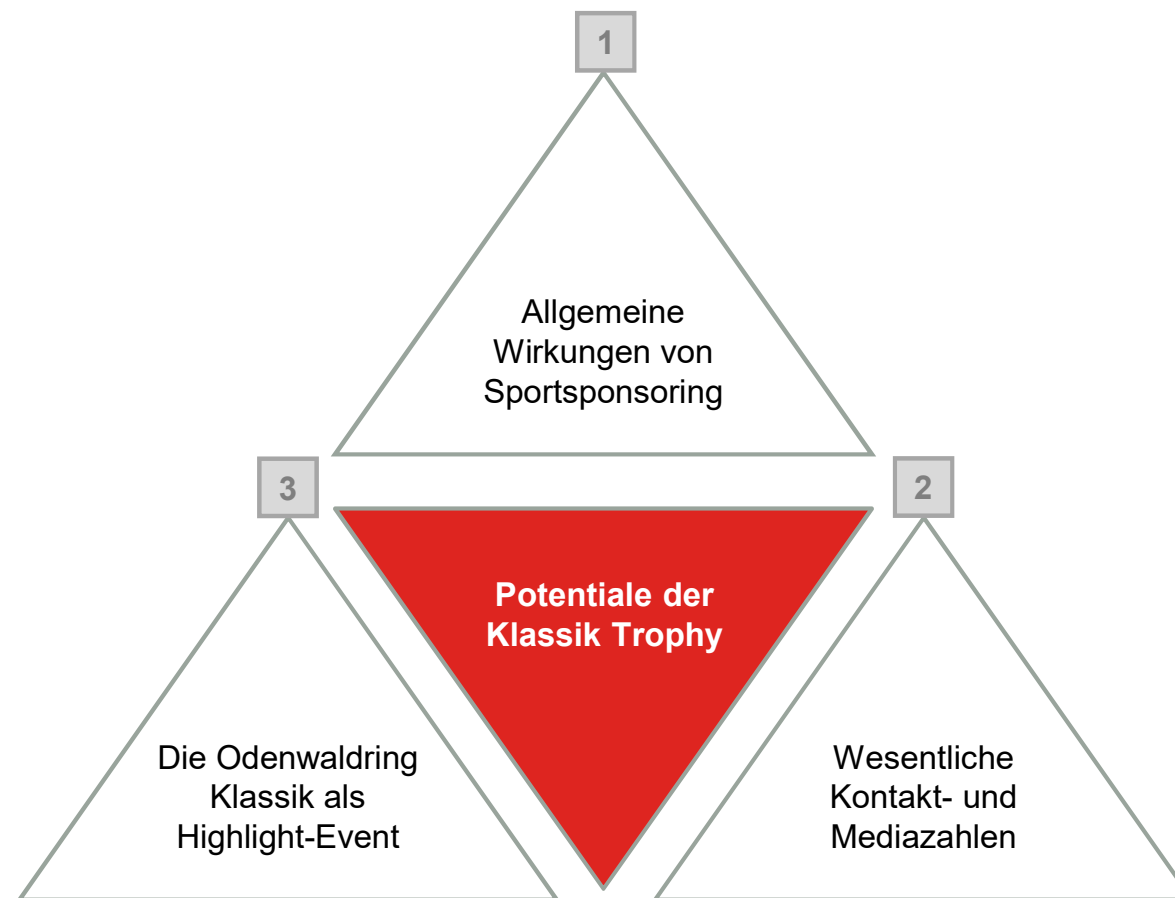 1
Allgemeine
Wirkungen von
Sportsponsoring
3
2
Potentiale der
Klassik Trophy
Die Odenwaldring
Klassik als
Highlight-Event
Wesentliche
Kontakt- und
Mediazahlen